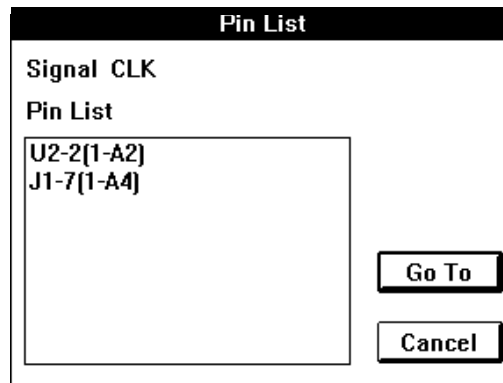 Pin List
Signal CLK
Pin List
U2-2(1-A2)
J1-7(1-A4)
Go To
Cancel